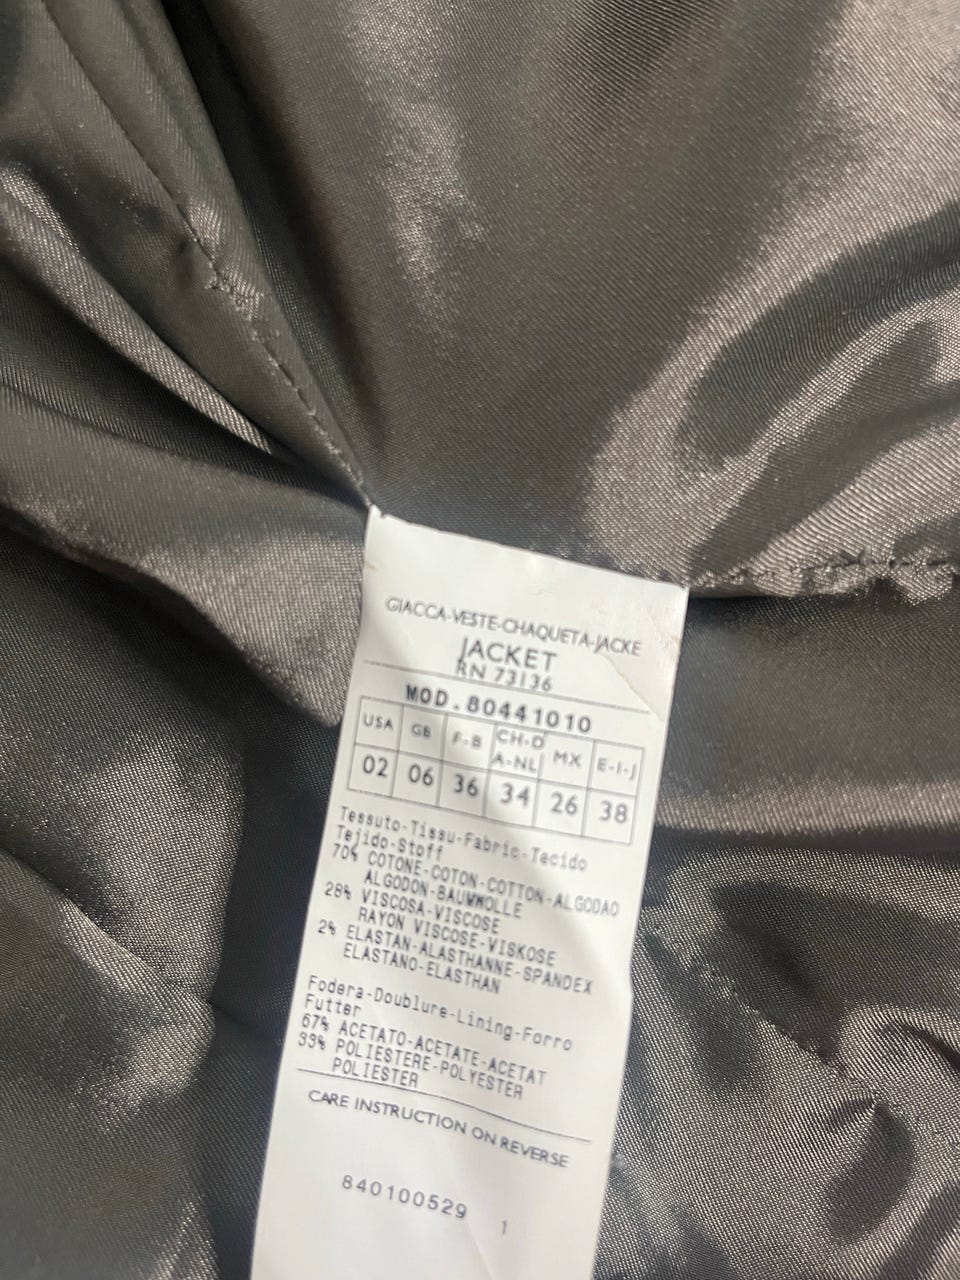 GIACCA-VESTE-CHAQUETA-JACKE
JACKET
RN 73136
MOD.80441010
USA GB F-B CH-D A-NL MX E-I-J
02 06 36 34 26 38
Tessuto-Tissu-Fabric-Tecido
Tejido-Stoff
70% COTONE-COTON-COTTON-ALGODAO
ALGODON-BAUMWOLLE
28% VISCOSA-VISCOSE
RAYON VISCOSE-VISKOSE
2% ELASTAN-ALASTHANNE-SPANDEX
ELASTANO-ELASTHAN
Fodera-Doublure-Lining-Forro
Futter
67% ACETATO-ACETATE-ACETAT
33% POLIESTERE-POLYESTER
POLIESTER
CARE INSTRUCTION ON REVERSE
840100529 1